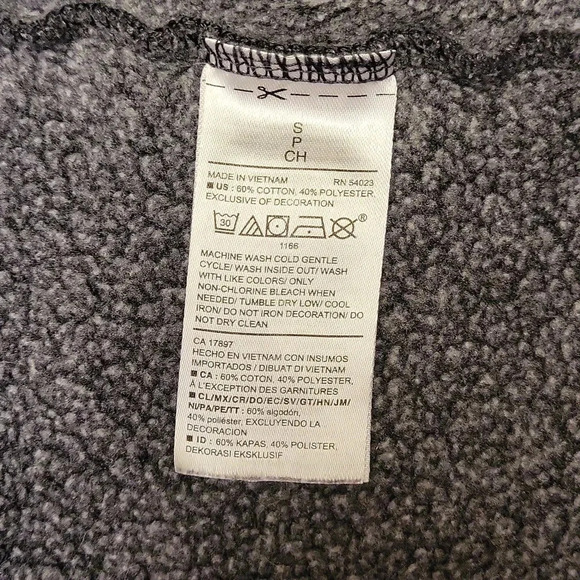 S
P
CH
MADE IN VIETNAM RN 54023
■ US : 60% COTTON, 40% POLYESTER,
EXCLUSIVE OF DECORATION
30 ®
1166
MACHINE WASH COLD GENTLE
CYCLE/ WASH INSIDE OUT/ WASH
WITH LIKE COLORS/ ONLY
NON-CHLORINE BLEACH WHEN
NEEDED/ TUMBLE DRY LOW/ COOL
IRON/ DO NOT IRON DECORATION/ DO
NOT DRY CLEAN
CA 17897
HECHO EN VIETNAM CON INSUMOS
IMPORTADOS / DIBUAT DI VIETNAM
■ CA : 60% COTON, 40% POLYESTER,
À L'EXCEPTION DES GARNITURES
■ CL/MX/CR/DO/EC/SV/GT/HN/JM/
NI/PA/PE/TT : 60% algodón,
40% poliéster, EXCLUYENDO LA
DECORACION
■ ID : 60% KAPAS, 40% POLISTER,
DEKORASI EKSKLUSIF